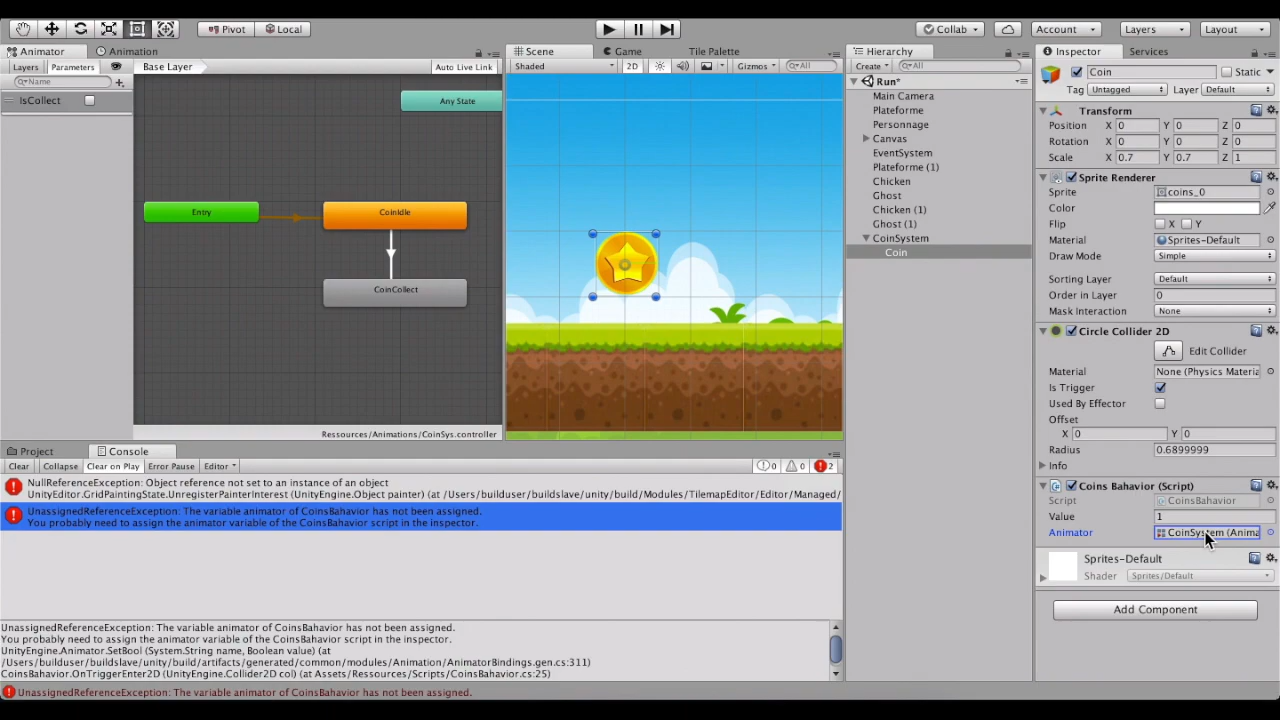 Pivot
Local
Collab
Account
Layers
Layout
Animator
Animation
Layers
Parameters
Name
Base Layer
Auto Live Link
IsCollect
Any State
Entry
CoinIdle
CoinCollect
Ressources/Animations/CoinSys.controller
Scene
Game
Tile Palette
Shaded
2D
Gizmos
All
Hierarchy
Create
All
Run*
Main Camera
Plateforme
Personnage
Canvas
EventSystem
Plateforme (1)
Chicken
Ghost
Chicken (1)
Ghost (1)
CoinSystem
Coin
Inspector
Services
Coin
Static
Tag Untagged
Layer Default
Transform
Position X 0 Y 0 Z 0
Rotation X 0 Y 0 Z 0
Scale X 0.7 Y 0.7 Z 1
Sprite Renderer
Sprite coins_0
Color
Flip X Y
Material Sprites-Default
Draw Mode Simple
Sorting Layer Default
Order in Layer 0
Mask Interaction None
Circle Collider 2D
Edit Collider
Material None (Physics Materia
Is Trigger
Used By Effector
Offset
X 0 Y 0
Radius 0.6899999
Info
Coins Bahavior (Script)
Script CoinsBahavior
Value 1
Animator CoinSystem (Anima
Sprites-Default
Shader Sprites/Default
Add Component
Project
Console
Clear
Collapse
Clear on Play
Error Pause
Editor
0
0
2
NullReferenceException: Object reference not set to an instance of an object
UnityEditor.GridPaintingState.UnregisterPainterInterest (UnityEngine.Object painter) (at /Users/builduser/buildslave/unity/build/Modules/TilemapEditor/Editor/Managed/
UnassignedReferenceException: The variable animator of CoinsBahavior has not been assigned.
You probably need to assign the animator variable of the CoinsBahavior script in the inspector.
UnassignedReferenceException: The variable animator of CoinsBahavior has not been assigned.
You probably need to assign the animator variable of the CoinsBahavior script in the inspector.
UnityEngine.Animator.SetBool (System.String name, Boolean value) (at
/Users/builduser/buildslave/unity/build/artifacts/generated/common/modules/Animation/AnimatorBindings.gen.cs:311)
CoinsBahavior.OnTriggerEnter2D (UnityEngine.Collider2D col) (at Assets/Ressources/Scripts/CoinsBahavior.cs:25)
UnassignedReferenceException: The variable animator of CoinsBahavior has not been assigned.